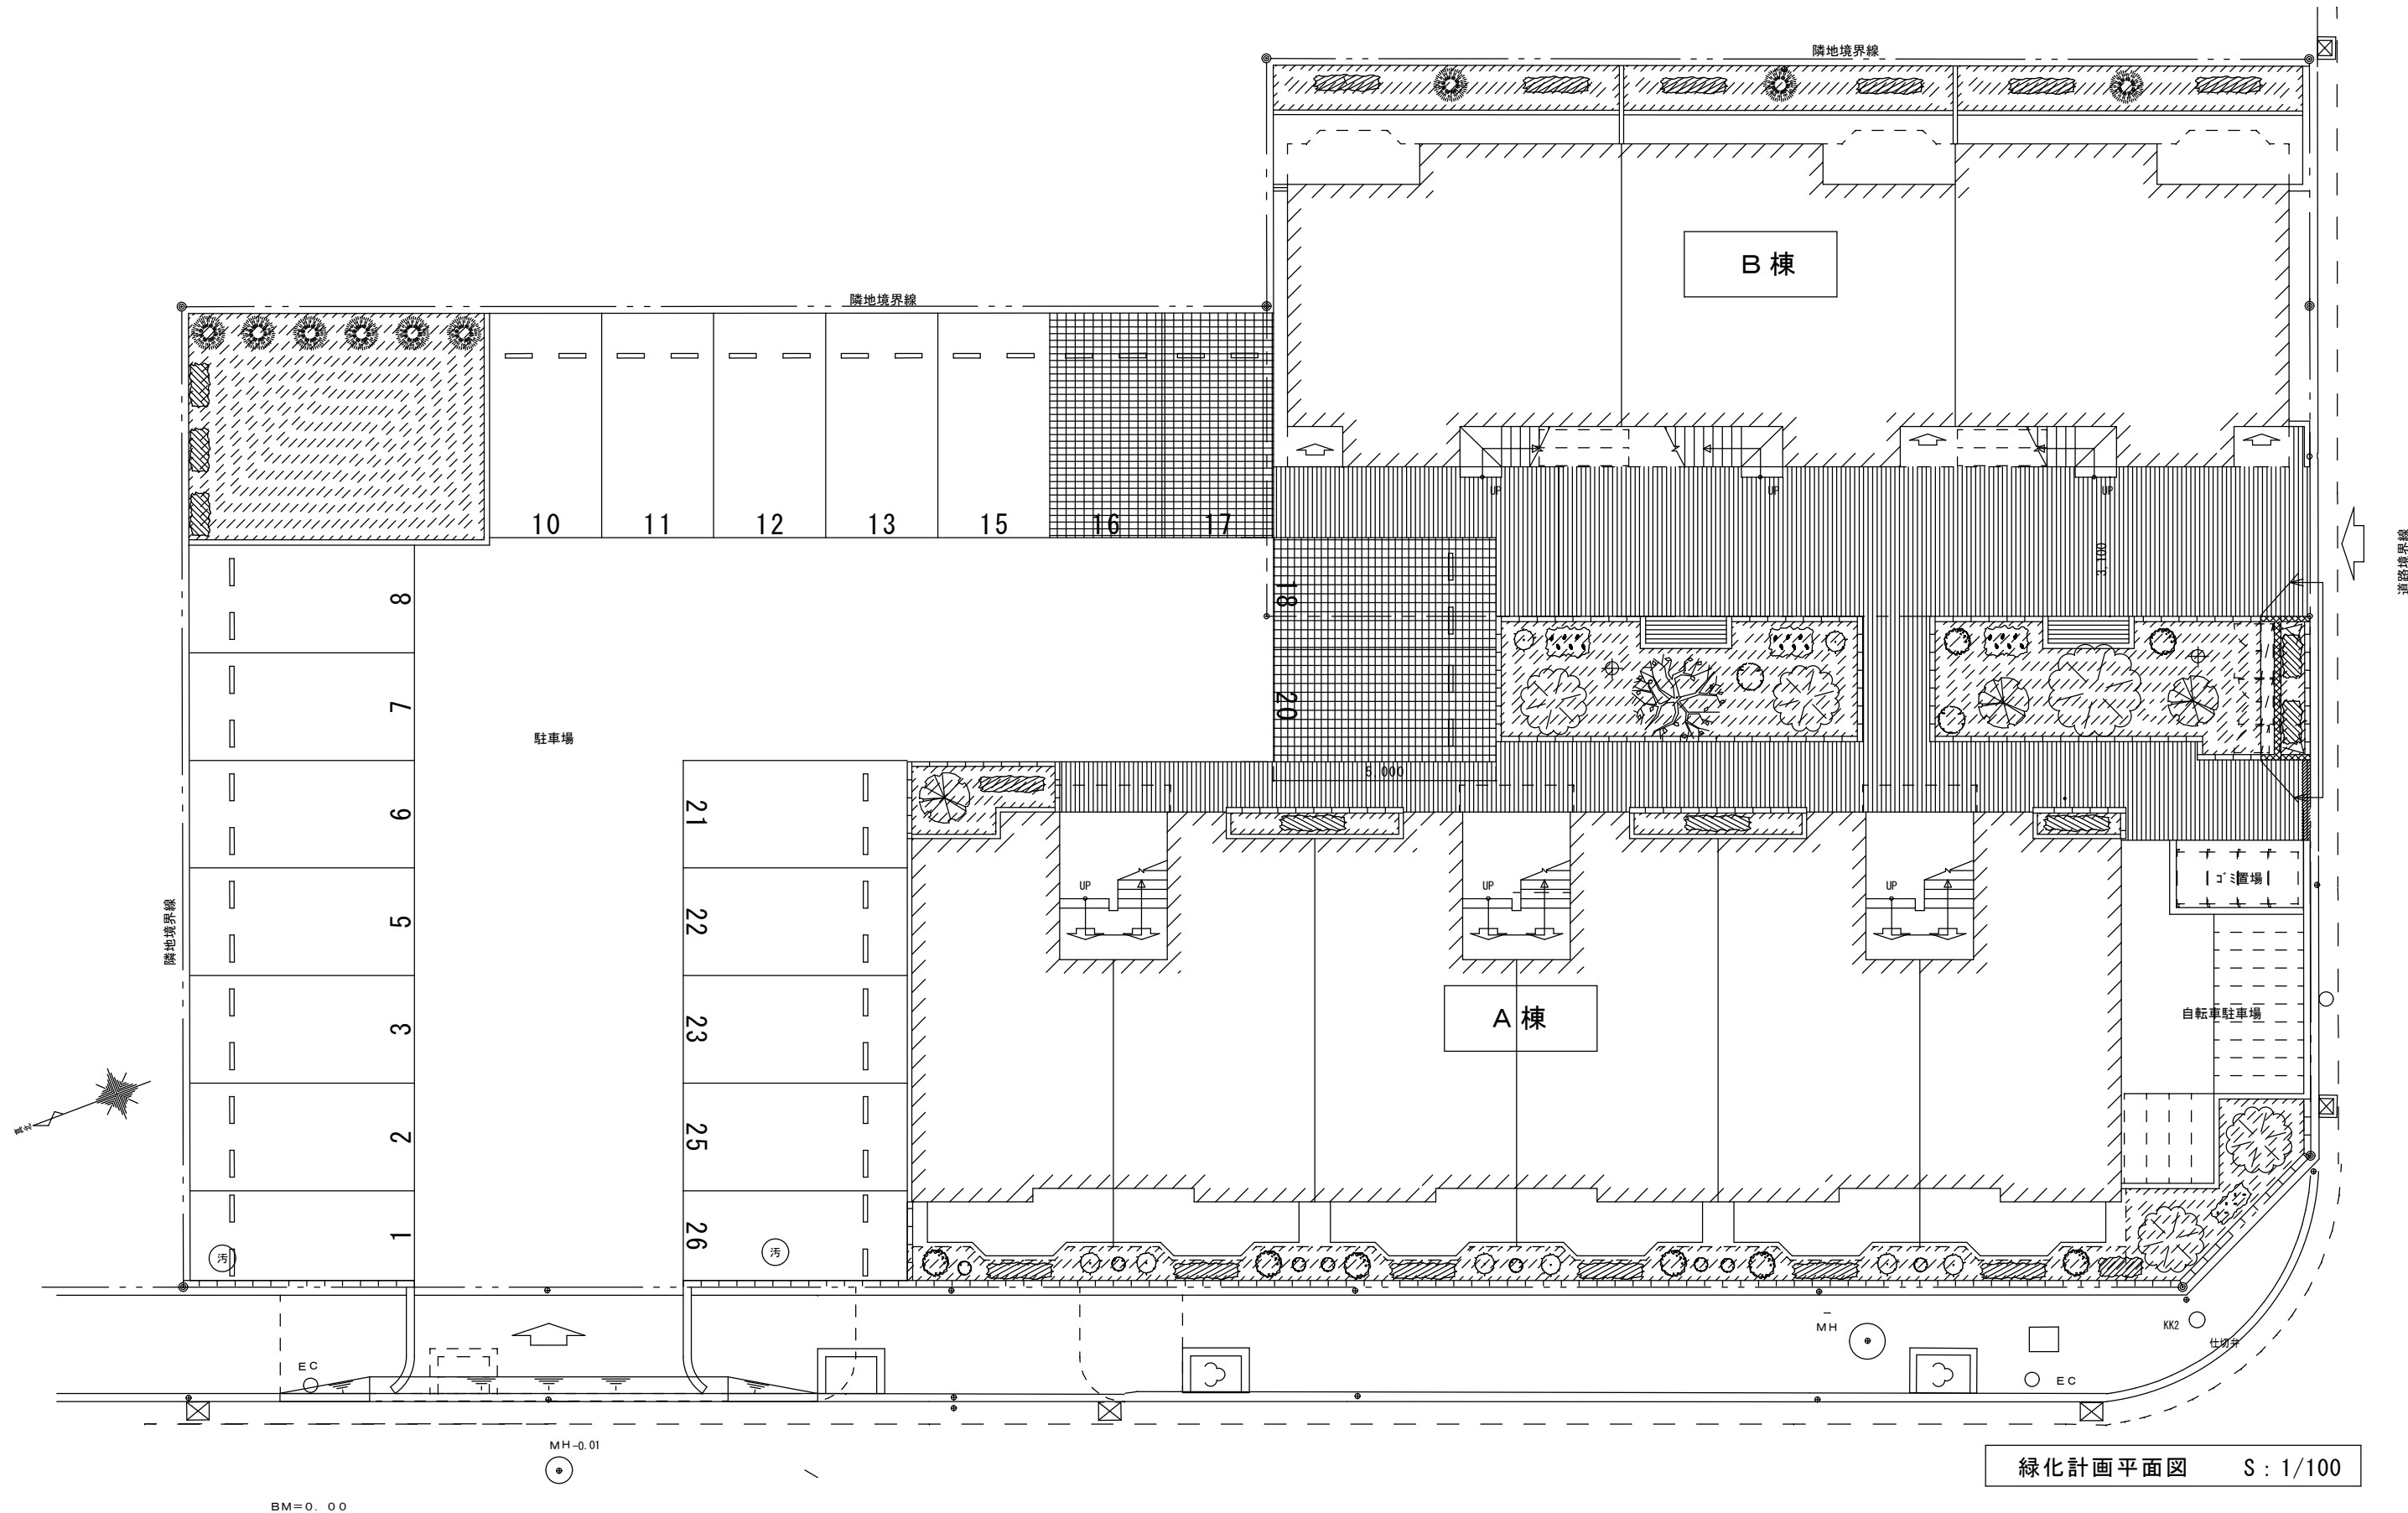 隣地境界線
B棟
隣地境界線
10
11
12
13
15
16
17
UP
UP
UP
3,100
道路境界線
18
20
8
7
6
5
3
2
1
駐車場
5,000
21
22
23
25
26
隣地境界線
UP
UP
UP
ゴミ置場
A棟
自転車駐車場
真北
汚
汚
MH
KK2
仕切弁
EC
EC
MH-0.01
BM=0.00
緑化計画平面図 S：1/100